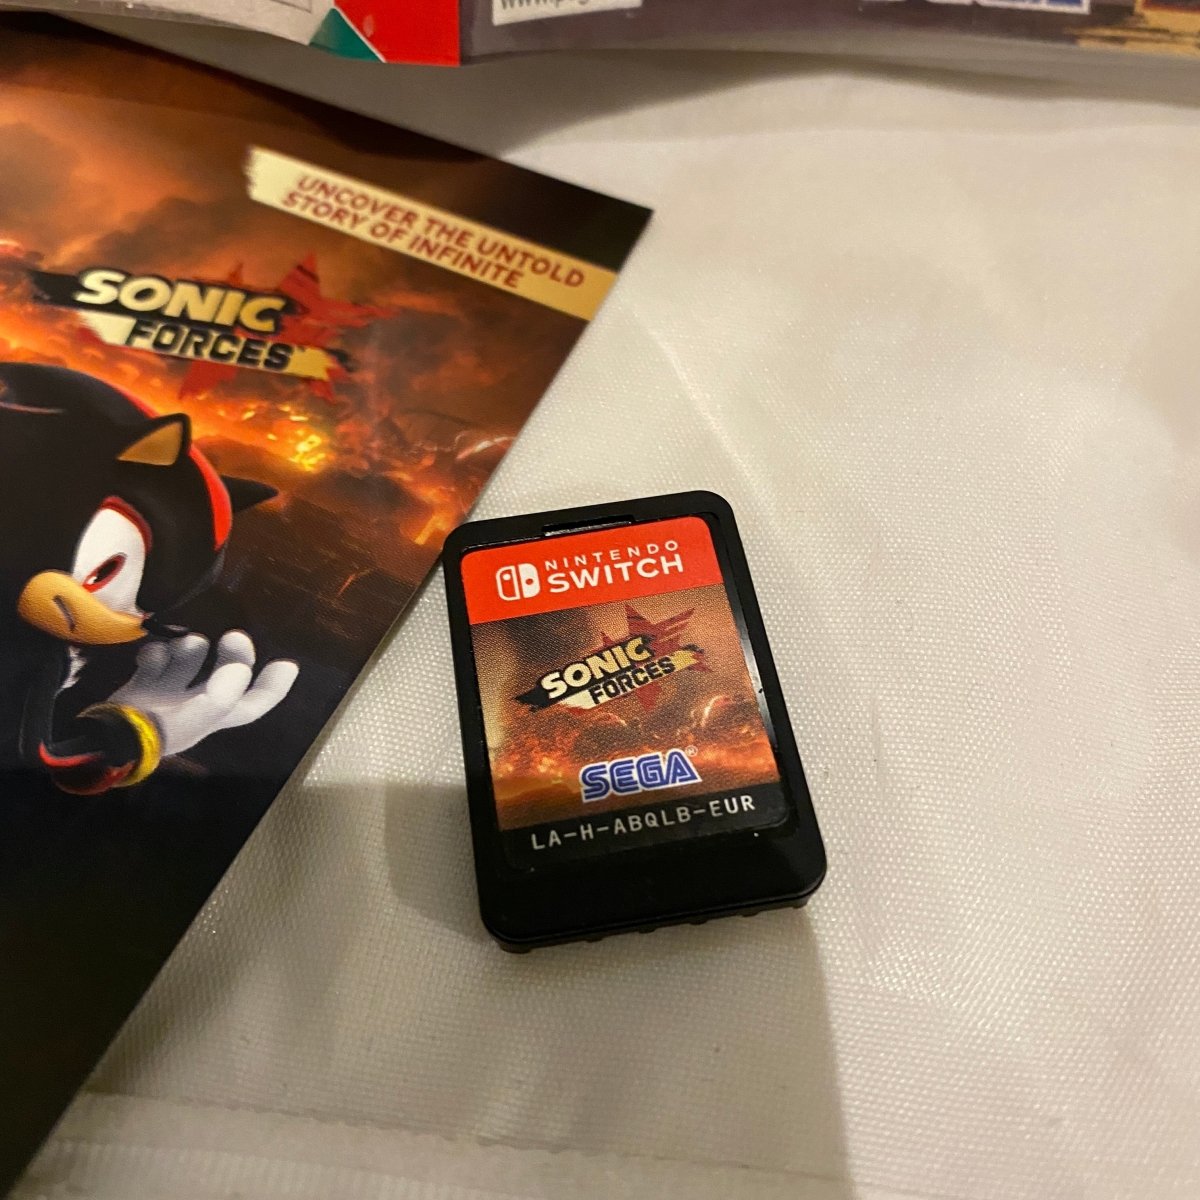 UNCOVER THE UNTOLD
STORY OF INFINITE
SONIC
FORCES
NINTENDO
SWITCH
SONIC
FORCES
SEGA®
LA-H-ABQLB-EUR